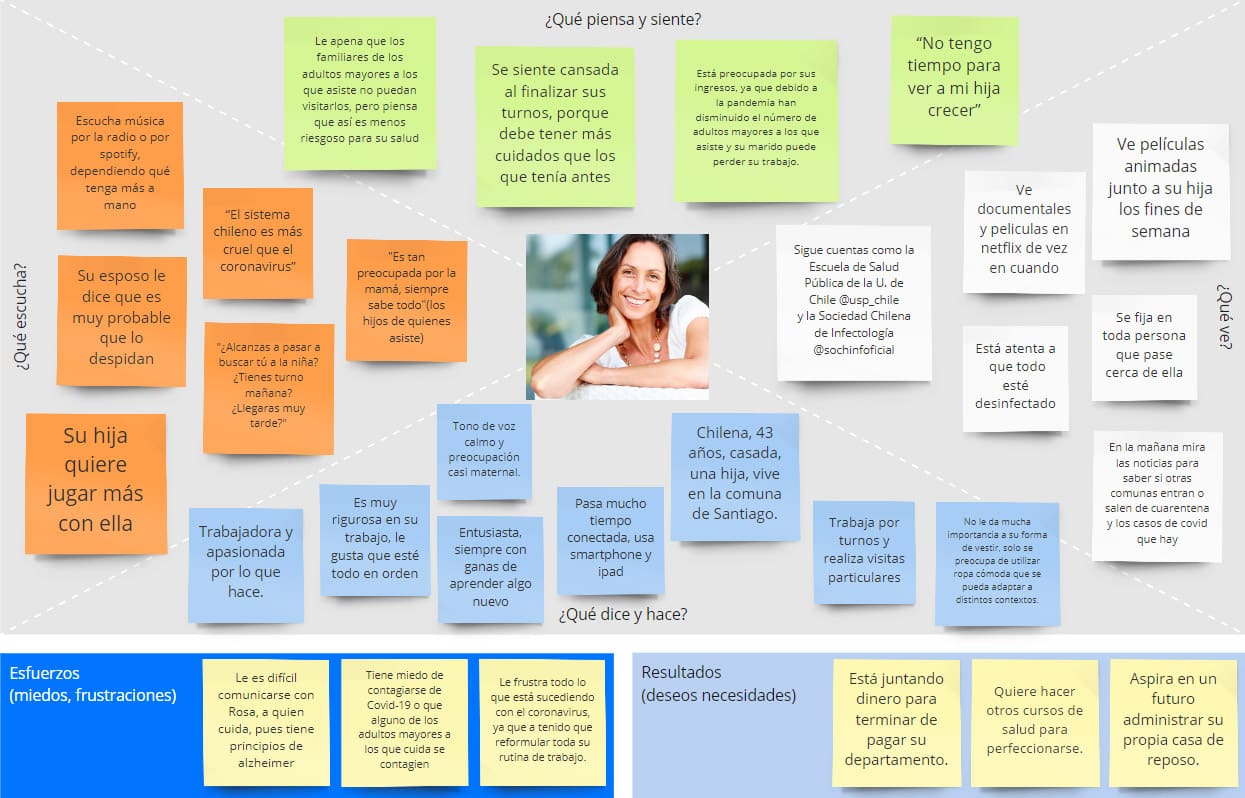 ¿Qué piensa y siente?
Le apena que los
familiares de los
adultos mayores a los
que asiste no puedan
visitarlos, pero piensa
que así es menos
riesgoso para su salud
Se siente cansada
al finalizar sus
turnos, porque
debe tener más
cuidados que los
que tenía antes
Está preocupada por sus
ingresos, ya que debido a
la pandemia han
disminuido el número de
adultos mayores a los que
asiste y su marido puede
perder su trabajo.
“No tengo
tiempo para
ver a mi hija
crecer”
¿Qué escucha?
Escucha música
por la radio o por
spotify,
dependiendo qué
tenga más a
mano
“El sistema
chileno es más
cruel que el
coronavirus”
"Es tan
preocupada por la
mamá, siempre
sabe todo"(los
hijos de quienes
asiste)
Su esposo le
dice que es
muy probable
que lo
despidan
"¿Alcanzas a pasar a
buscar tú a la niña?
¿Tienes turno
mañana?
¿Llegaras muy
tarde?"
Su hija
quiere
jugar más
con ella
¿Qué ve?
Sigue cuentas como la
Escuela de Salud
Pública de la U. de
Chile @usp_chile
y la Sociedad Chilena
de Infectología
@sochinfoficial
Ve
documentales
y peliculas en
netflix de vez
en cuando
Ve películas
animadas
junto a su hija
los fines de
semana
Está atenta a
que todo
esté
desinfectado
Se fija en
toda persona
que pase
cerca de ella
En la mañana mira
las noticias para
saber si otras
comunas entran o
salen de cuarentena
y los casos de covid
que hay
Trabajadora y
apasionada
por lo que
hace.
Es muy
rigurosa en su
trabajo, le
gusta que esté
todo en orden
Tono de voz
calmo y
preocupación
casi maternal.
Entusiasta,
siempre con
ganas de
aprender algo
nuevo
Pasa mucho
tiempo
conectada, usa
smartphone y
ipad
Chilena, 43
años, casada,
una hija, vive
en la comuna
de Santiago.
Trabaja por
turnos y
realiza visitas
particulares
No le da mucha
importancia a su forma
de vestir, solo se
preocupa de utilizar
ropa cómoda que se
pueda adaptar a
distintos contextos.
¿Qué dice y hace?
Esfuerzos
(miedos, frustraciones)
Le es difícil
comunicarse con
Rosa, a quien
cuida, pues tiene
principios de
alzheimer
Tiene miedo de
contagiarse de
Covid-19 o que
alguno de los
adultos mayores a
los que cuida se
contagien
Le frustra todo lo
que está sucediendo
con el coronavirus,
ya que a tenido que
reformular toda su
rutina de trabajo.
Resultados
(deseos necesidades)
Está juntando
dinero para
terminar de
pagar su
departamento.
Quiere hacer
otros cursos de
salud para
perfeccionarse.
Aspira en un
futuro
administrar su
propia casa de
reposo.